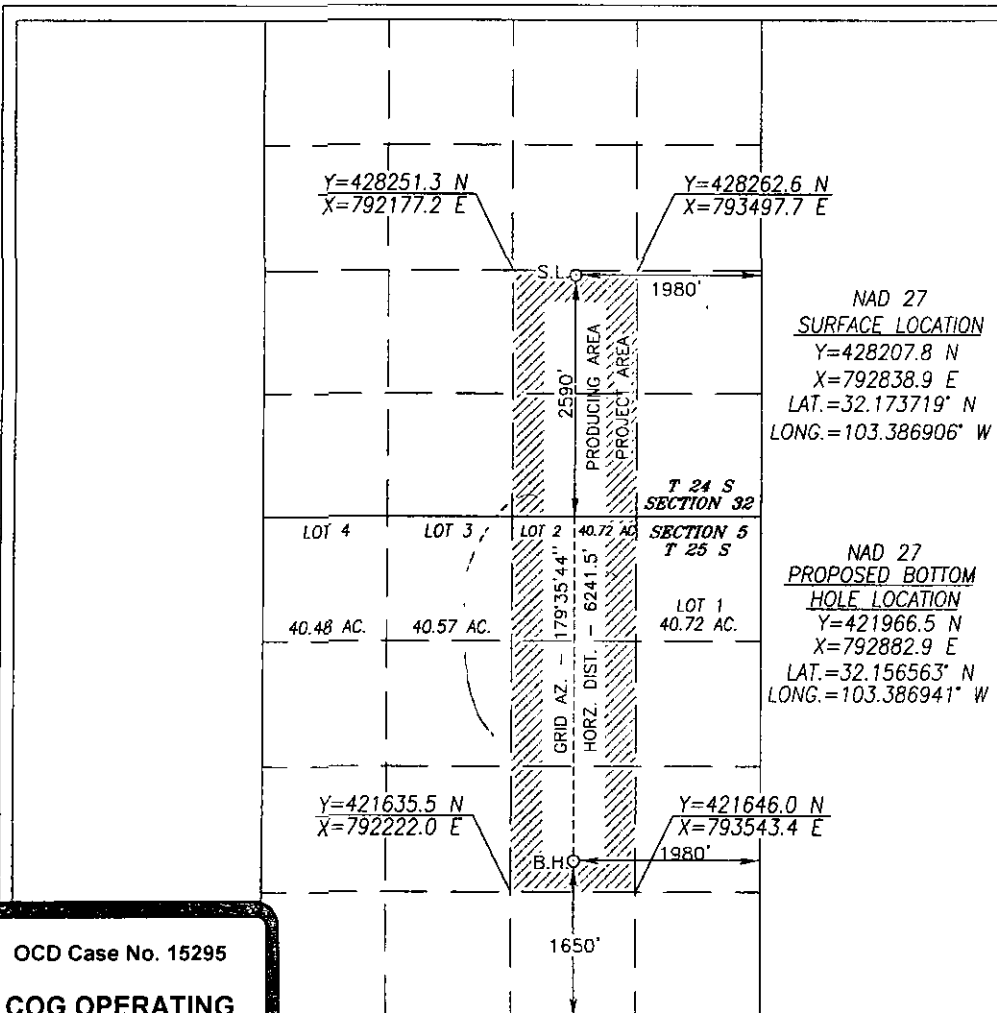 Y=428251.3 N
X=792177.2 E
Y=428262.6 N
X=793497.7 E
S.L.
1980'
2590'
PRODUCING AREA
PROJECT AREA
NAD 27
SURFACE LOCATION
Y=428207.8 N
X=792838.9 E
LAT.=32.173719° N
LONG.=103.386906° W
T 24 S
SECTION 32
LOT 4
LOT 3
LOT 2
40.72 AC
SECTION 5
T 25 S
LOT 1
40.72 AC.
40.48 AC.
40.57 AC.
GRID AZ. - 179°35'44"
HORZ. DIST. - 6241.5'
NAD 27
PROPOSED BOTTOM
HOLE LOCATION
Y=421966.5 N
X=792882.9 E
LAT.=32.156563° N
LONG.=103.386941° W
Y=421635.5 N
X=792222.0 E
Y=421646.0 N
X=793543.4 E
B.H.
1980'
1650'
OCD Case No. 15295
COG OPERATING